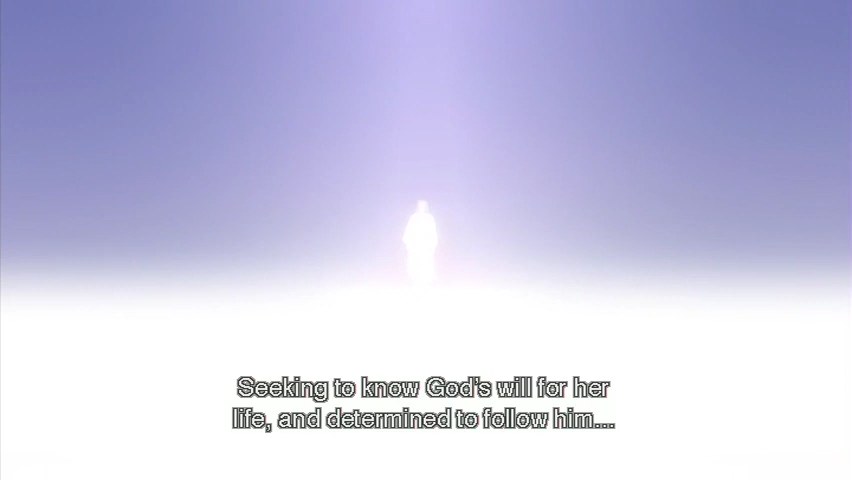 Seeking to know God's will for her
life, and determined to follow him...